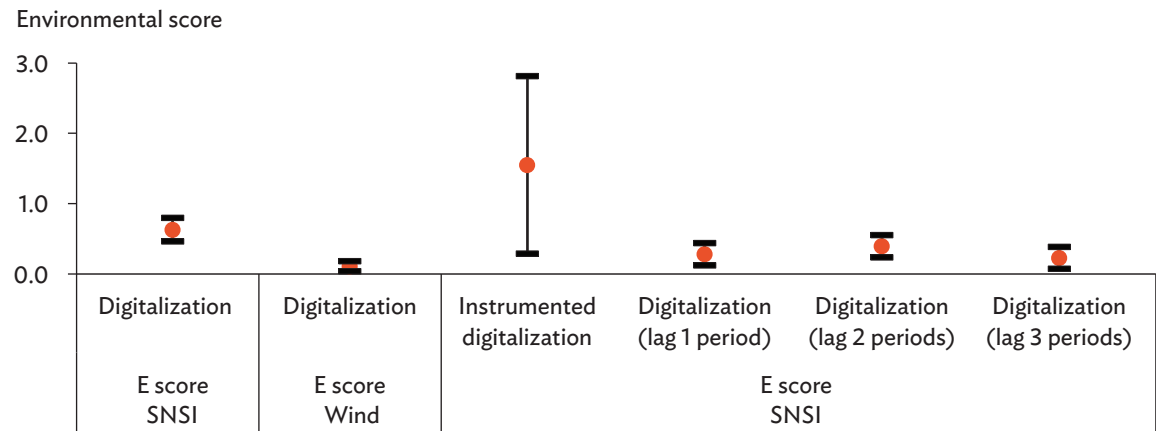 Environmental score
3.0
2.0
1.0
0.0
Digitalization
Digitalization
Instrumented
digitalization
Digitalization
(lag 1 period)
Digitalization
(lag 2 periods)
Digitalization
(lag 3 periods)
E score
SNSI
E score
Wind
E score
SNSI